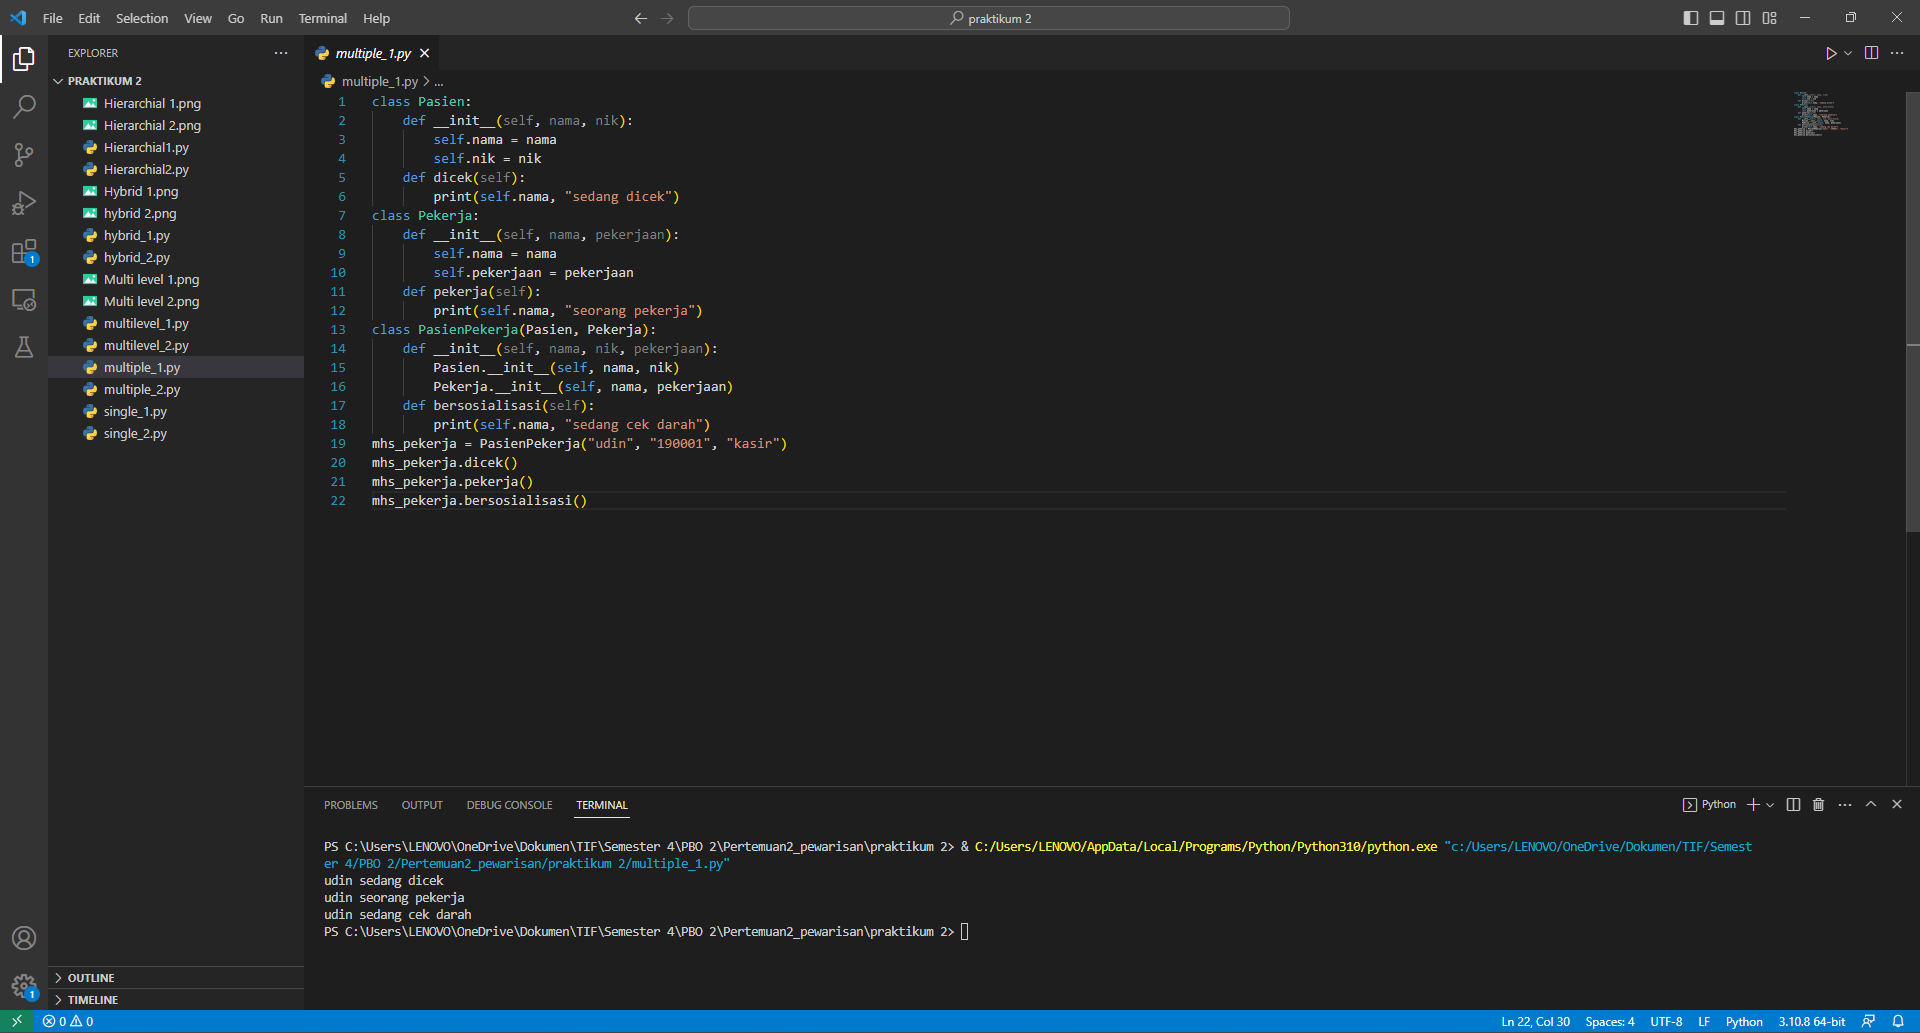 File Edit Selection View Go Run Terminal Help
praktikum 2
EXPLORER
PRAKTIKUM 2
Hierarchial 1.png
Hierarchial 2.png
Hierarchial1.py
Hierarchial2.py
Hybrid 1.png
hybrid 2.png
hybrid_1.py
hybrid_2.py
Multi level 1.png
Multi level 2.png
multilevel_1.py
multilevel_2.py
multiple_1.py
multiple_2.py
single_1.py
single_2.py
OUTLINE
TIMELINE
multiple_1.py
multiple_1.py > ...
1 class Pasien:
2     def __init__(self, nama, nik):
3         self.nama = nama
4         self.nik = nik
5     def dicek(self):
6         print(self.nama, "sedang dicek")
7 class Pekerja:
8     def __init__(self, nama, pekerjaan):
9         self.nama = nama
10         self.pekerjaan = pekerjaan
11     def pekerja(self):
12         print(self.nama, "seorang pekerja")
13 class PasienPekerja(Pasien, Pekerja):
14     def __init__(self, nama, nik, pekerjaan):
15         Pasien.__init__(self, nama, nik)
16         Pekerja.__init__(self, nama, pekerjaan)
17     def bersosialisasi(self):
18         print(self.nama, "sedang cek darah")
19 mhs_pekerja = PasienPekerja("udin", "190001", "kasir")
20 mhs_pekerja.dicek()
21 mhs_pekerja.pekerja()
22 mhs_pekerja.bersosialisasi()
PROBLEMS OUTPUT DEBUG CONSOLE TERMINAL
Python
PS C:\Users\LENOVO\OneDrive\Dokumen\TIF\Semester 4\PBO 2\Pertemuan2_pewarisan\praktikum 2> & C:/Users/LENOVO/AppData/Local/Programs/Python/Python310/python.exe "c:/Users/LENOVO/OneDrive/Dokumen/TIF/Semest
er 4/PBO 2/Pertemuan2_pewarisan/praktikum 2/multiple_1.py"
udin sedang dicek
udin seorang pekerja
udin sedang cek darah
PS C:\Users\LENOVO\OneDrive\Dokumen\TIF\Semester 4\PBO 2\Pertemuan2_pewarisan\praktikum 2>
1
1
0 0
Ln 22, Col 30 Spaces: 4 UTF-8 LF Python 3.10.8 64-bit